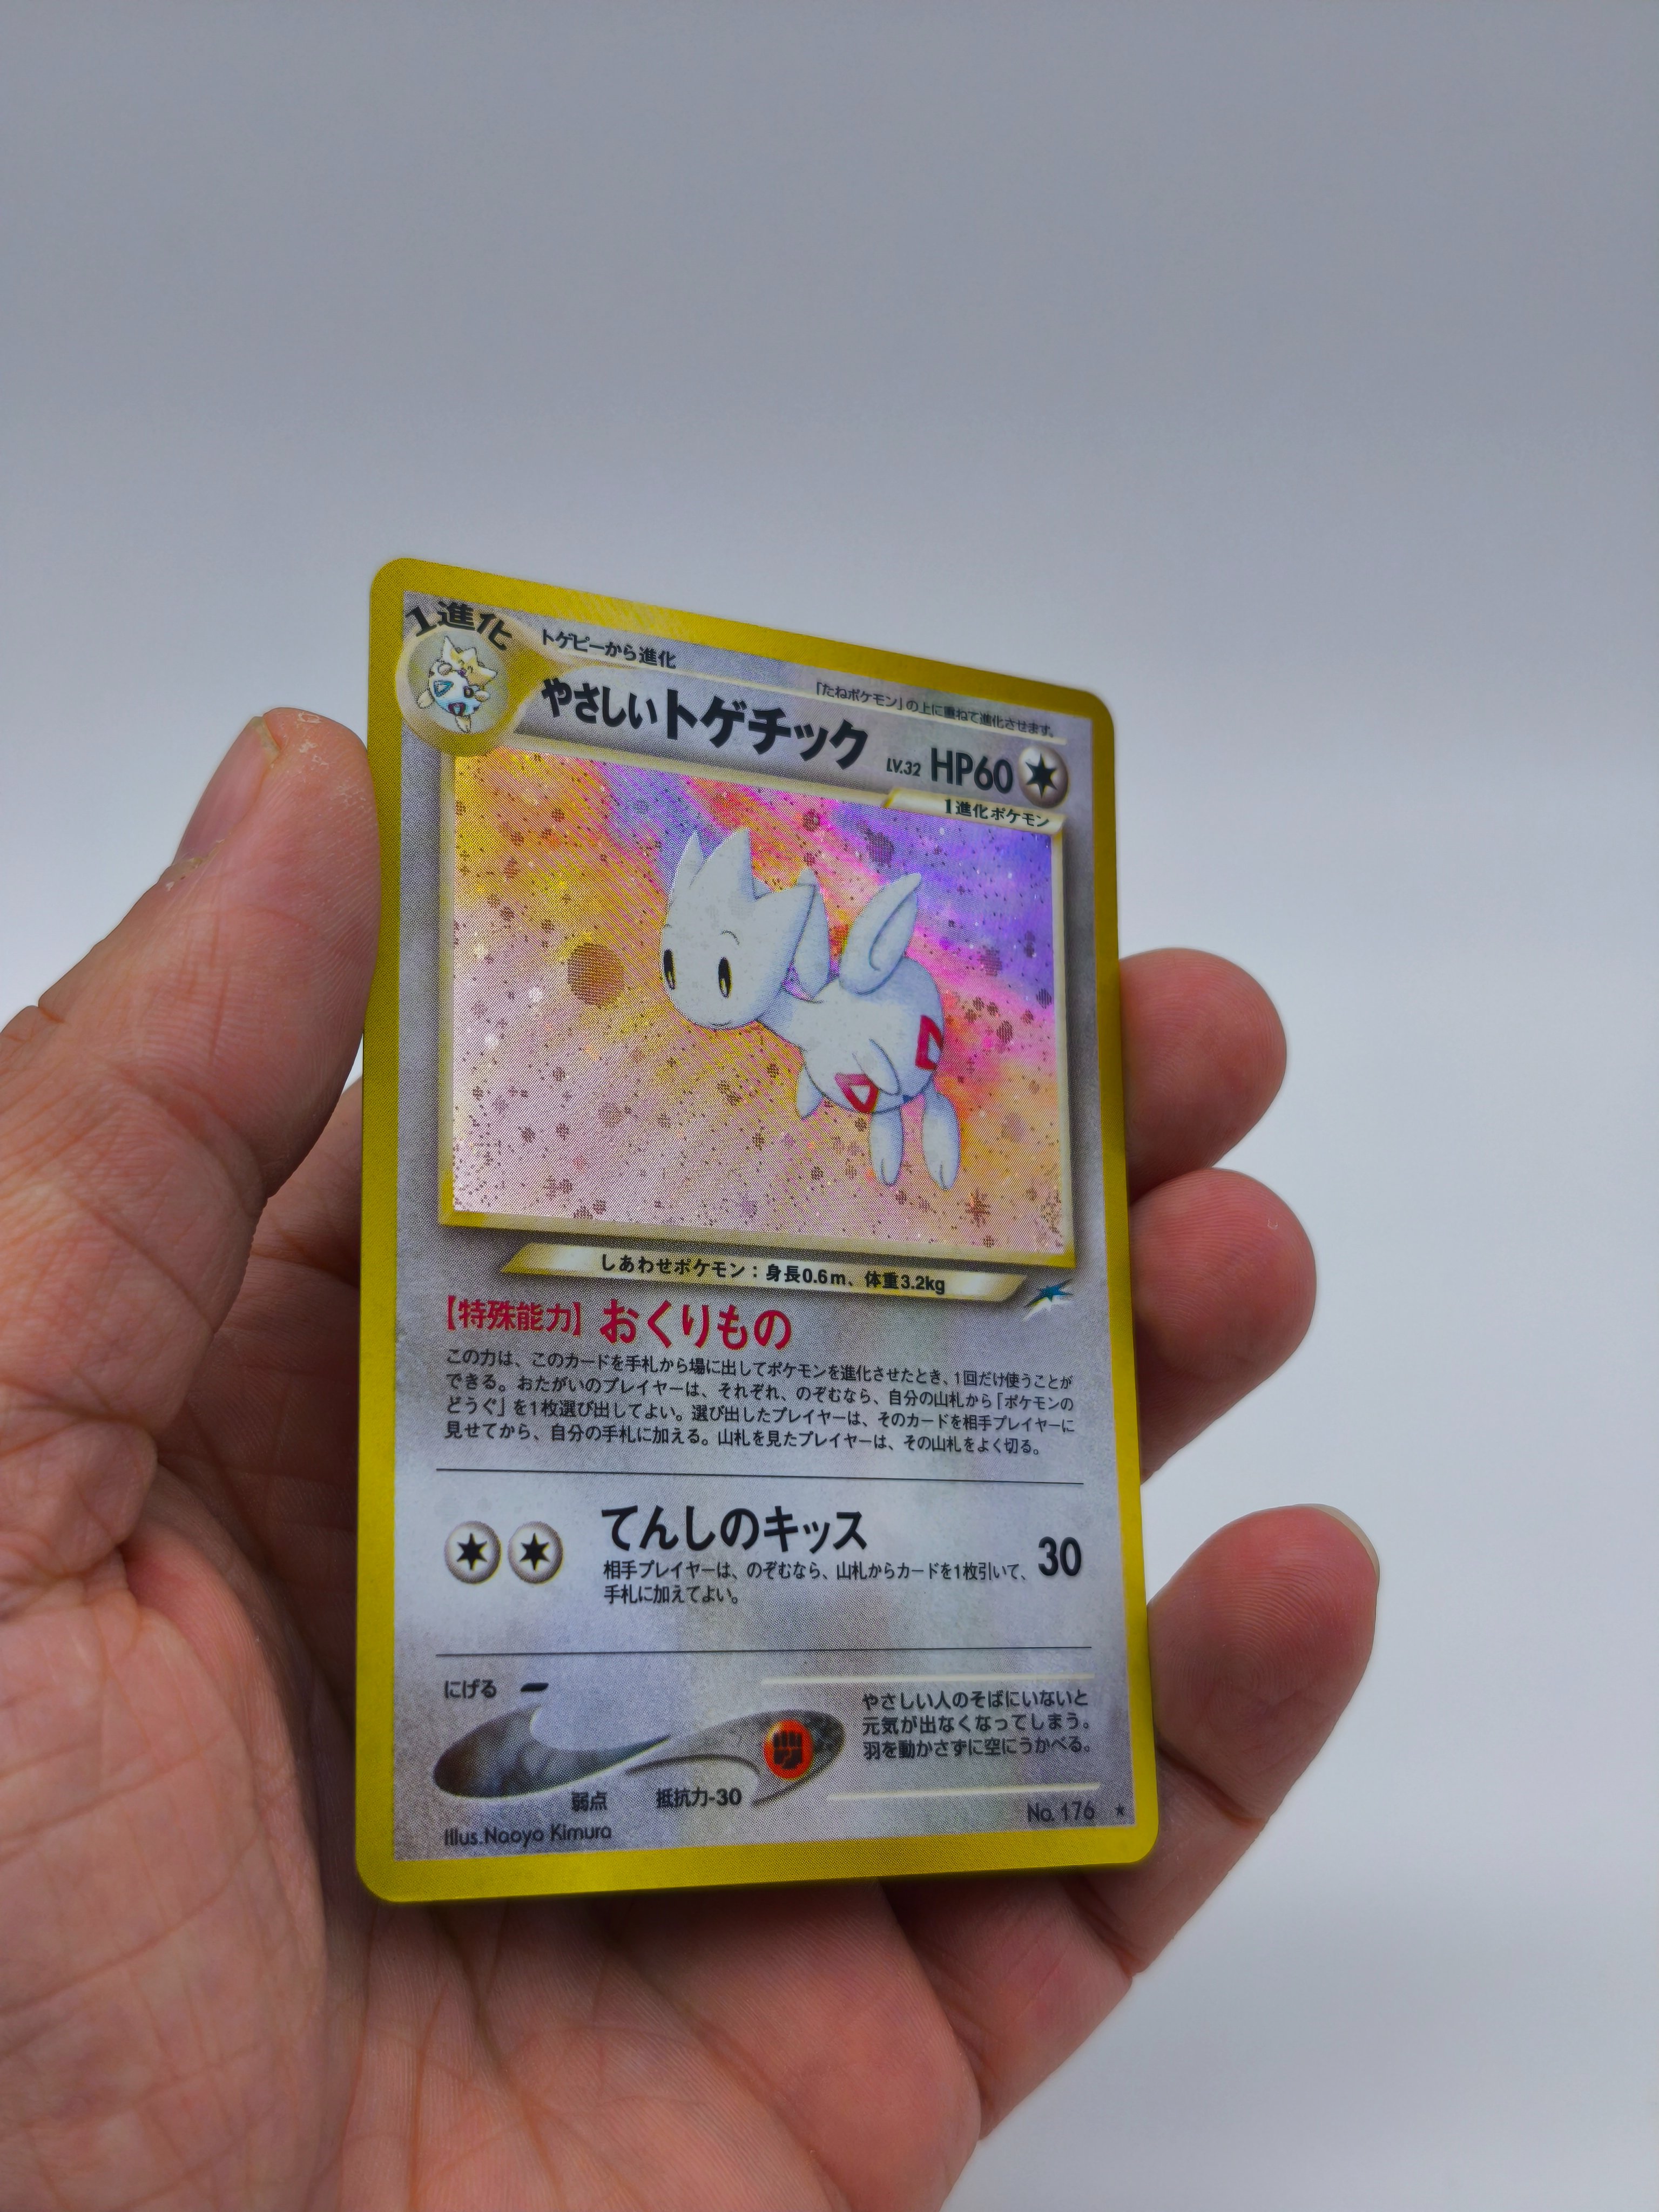 1進化
トゲピーから進化
「たねポケモン」の上に重ねて進化させます。
やさしいトゲチック LV.32 HP60
1進化ポケモン
しあわせポケモン：身長0.6m、体重3.2kg
【特殊能力】おくりもの
この力は、このカードを手札から場に出してポケモンを進化させたとき、1回だけ使うことが
できる。おたがいのプレイヤーは、それぞれ、のぞむなら、自分の山札から「ポケモンの
どうぐ」を1枚選び出してよい。選び出したプレイヤーは、そのカードを相手プレイヤーに
見せてから、自分の手札に加える。山札を見たプレイヤーは、その山札をよく切る。
てんしのキッス 30
相手プレイヤーは、のぞむなら、山札からカードを1枚引いて、
手札に加えてよい。
にげる
弱点 抵抗力-30
やさしい人のそばにいないと
元気が出なくなってしまう。
羽を動かさずに空にうかべる。
Illus.Naoyo Kimura
No. 176 ★